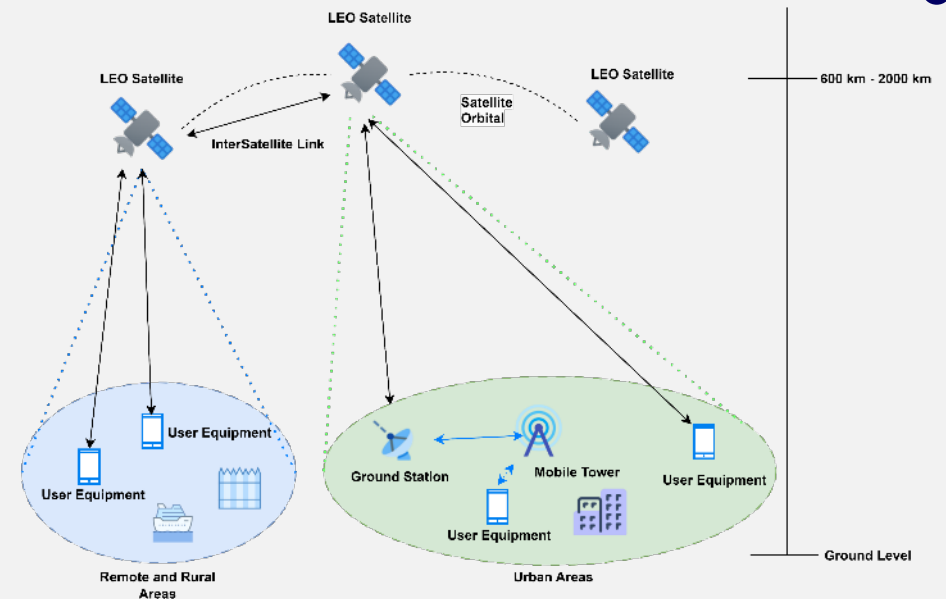 LEO Satellite
LEO Satellite
LEO Satellite
600 km - 2000 km
Satellite
Orbital
InterSatellite Link
User Equipment
User Equipment
Ground Station
Mobile Tower
User Equipment
User Equipment
Ground Level
Remote and Rural
Areas
Urban Areas